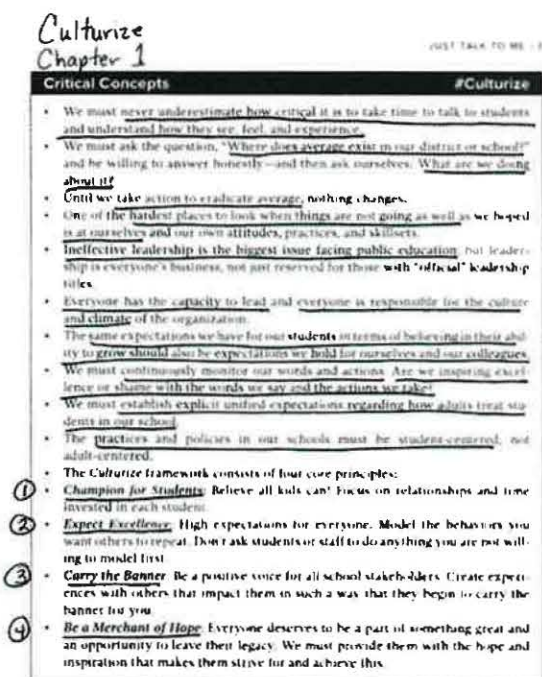 Culturize
Chapter 1
JUST TALK TO ME
Critical Concepts #Culturize
• We must never underestimate how critical it is to take time to talk to students
and understand how they see, feel, and experience.
• We must ask the question, "Where does average exist in our district or school?"
and be willing to answer honestly—and then ask ourselves, What are we doing
about it?
• Until we take action to eradicate average, nothing changes.
• One of the hardest places to look when things are not going as well as we hoped
is at ourselves and our own attitudes, practices, and skillsets.
• Ineffective leadership is the biggest issue facing public education, but leader-
ship is everyone's business, not just reserved for those with "official" leadership
titles.
• Everyone has the capacity to lead and everyone is responsible for the culture
and climate of the organization.
• The same expectations we have for our students in terms of believing in their abil-
ity to grow should also be expectations we hold for ourselves and our colleagues.
• We must continuously monitor our words and actions. Are we inspiring excel-
lence or shame with the words we say and the actions we take?
• We must establish explicit unified expectations regarding how adults treat stu-
dents in our school.
• The practices and policies in our schools must be student-centered, not
adult-centered.
• The Culturize framework consists of four core principles:
① • Champion for Students: Believe all kids can! Focus on relationships and time
invested in each student.
② • Expect Excellence: High expectations for everyone. Model the behaviors you
want others to repeat. Don't ask students or staff to do anything you are not will-
ing to model first.
③ • Carry the Banner: Be a positive voice for all school stakeholders. Create experi-
ences with others that impact them in such a way that they begin to carry the
banner for you.
④ • Be a Merchant of Hope: Everyone deserves to be a part of something great and
an opportunity to leave their legacy. We must provide them with the hope and
inspiration that makes them strive for and achieve this.